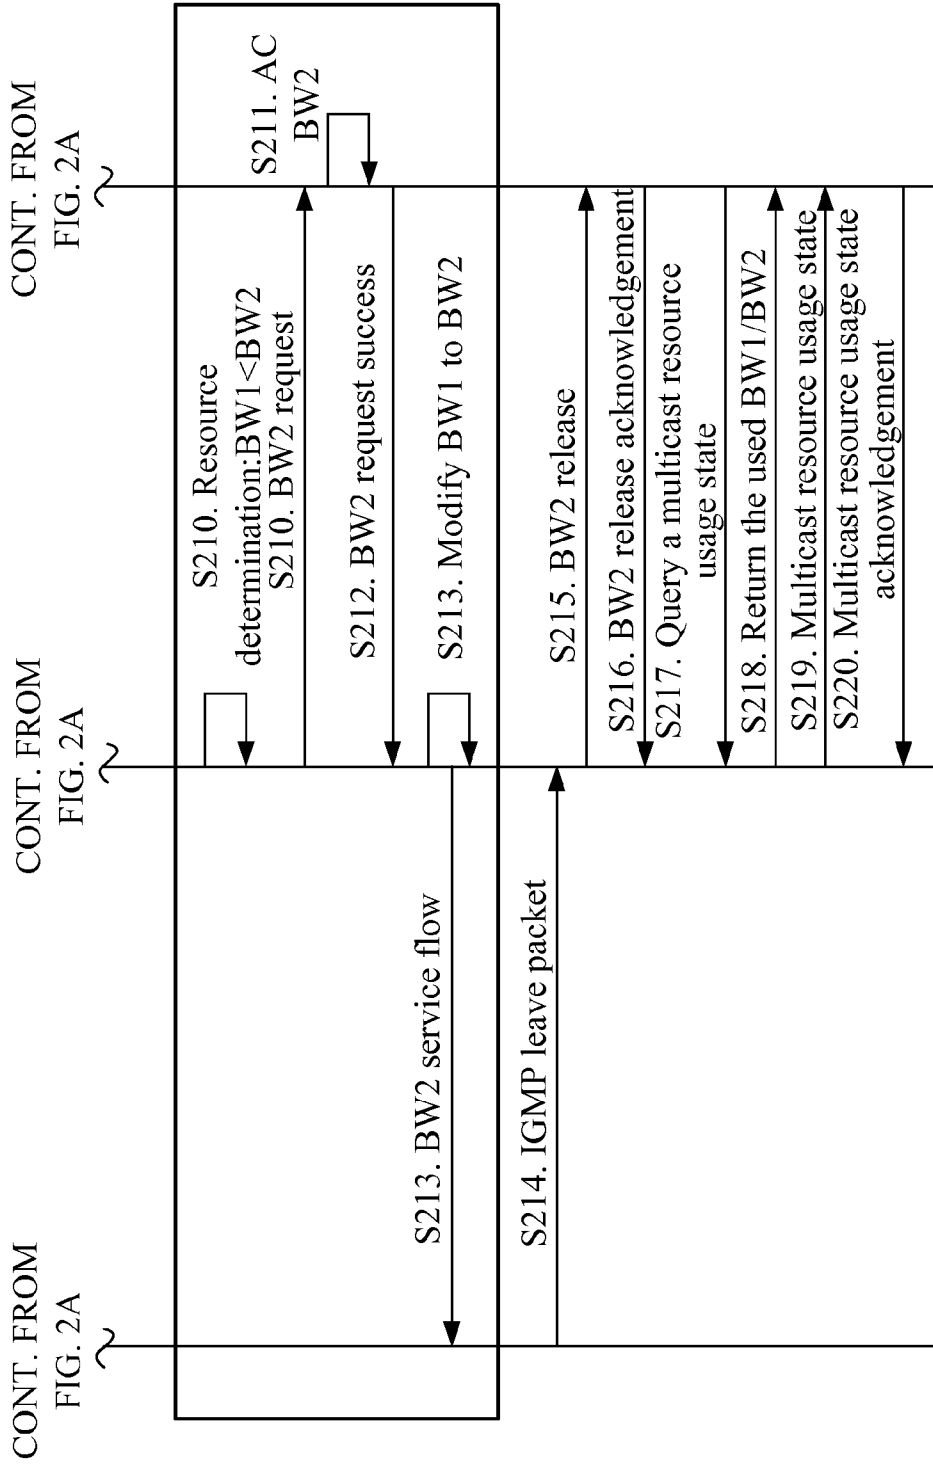 CONT. FROM
FIG. 2A
CONT. FROM
FIG. 2A
CONT. FROM
FIG. 2A
S210. Resource
determination:BW1<BW2
S210. BW2 request
S211. AC
BW2
S212. BW2 request success
S213. Modify BW1 to BW2
S213. BW2 service flow
S214. IGMP leave packet
S215. BW2 release
S216. BW2 release acknowledgement
S217. Query a multicast resource
usage state
S218. Return the used BW1/BW2
S219. Multicast resource usage state
S220. Multicast resource usage state
acknowledgement